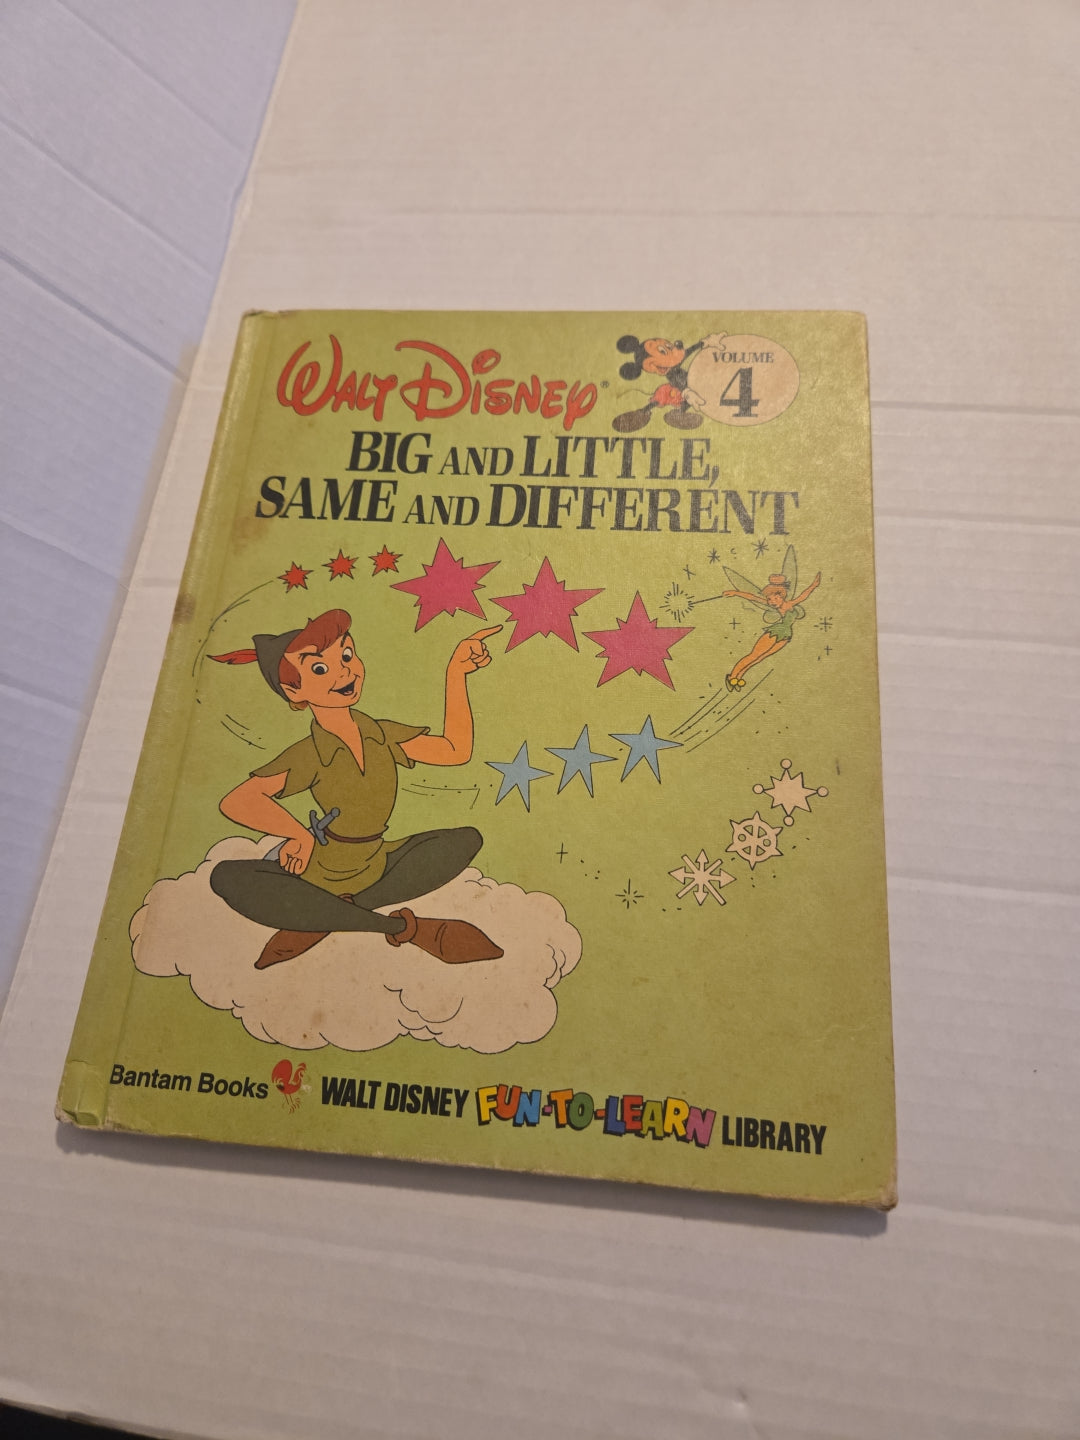 WALT DISNEY®
VOLUME
4
BIG AND LITTLE,
SAME AND DIFFERENT
Bantam Books
WALT DISNEY FUN-TO-LEARN LIBRARY